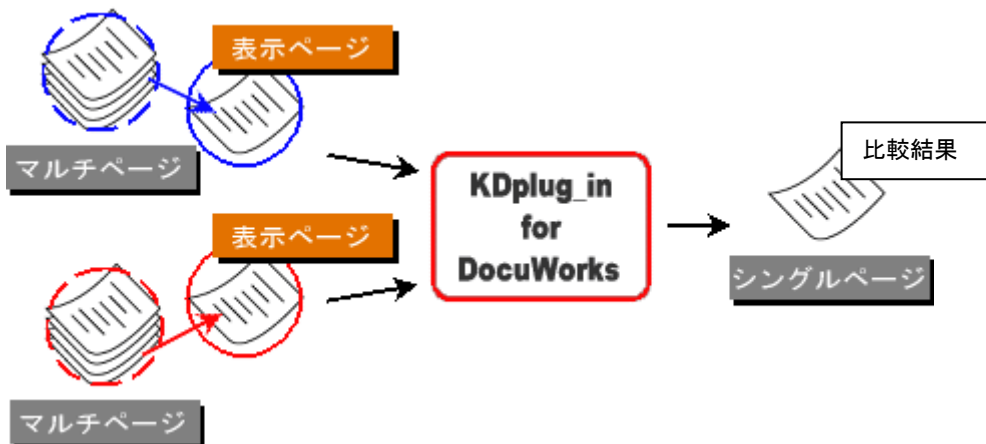 表示ページ
マルチページ
表示ページ
マルチページ
KDplug_in
for
DocuWorks
比較結果
シングルページ